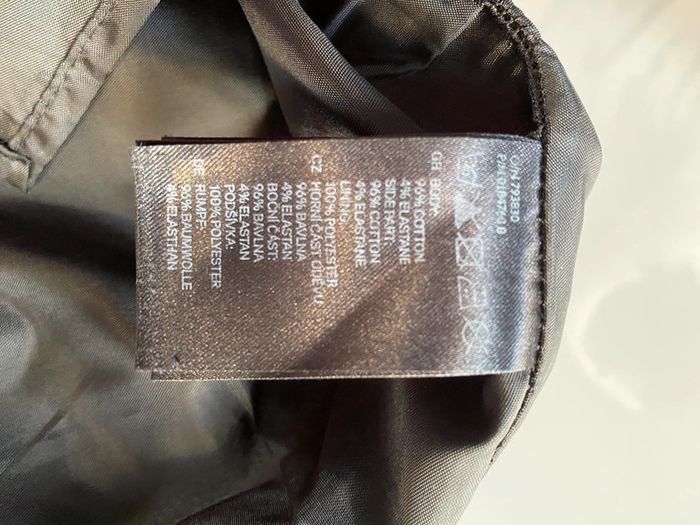 O/N 793530
GB: BODY:
96% COTTON
4% ELASTANE
SIDE PART:
96% COTTON
4% ELASTANE
LINING:
100% POLYESTER
CZ: HORNÍ ČÁST ODĚVU
96% BAVLNA
4% ELASTAN
BOČNÍ ČÁST:
96% BAVLNA
4% ELASTAN
PODŠÍVKA:
100% POLYESTER
DE: RUMPF:
96% BAUMWOLLE
4% ELASTHAN